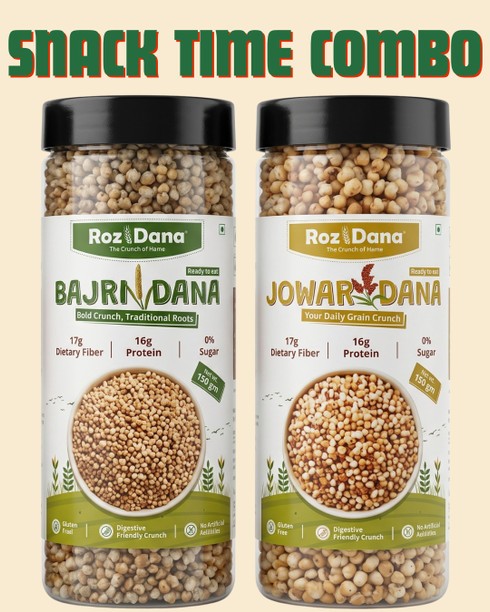 SNACK TIME COMBO
Roz Dana®
The Crunch of Home
Ready to eat
BAJRA DANA
Bold Crunch, Traditional Roots
17g
Dietary Fiber
16g
Protein
0%
Sugar
Net wt.
150 gm
Gluten
Free!
Digestive
Friendly Crunch
No Artificial
Additives
Roz Dana®
The Crunch of Home
Ready to eat
JOWAR DANA
Your Daily Grain Crunch
17g
Dietary Fiber
16g
Protein
0%
Sugar
Net wt.
150 gm
Gluten
Free
Digestive
Friendly Crunch
No Artificial
Additives